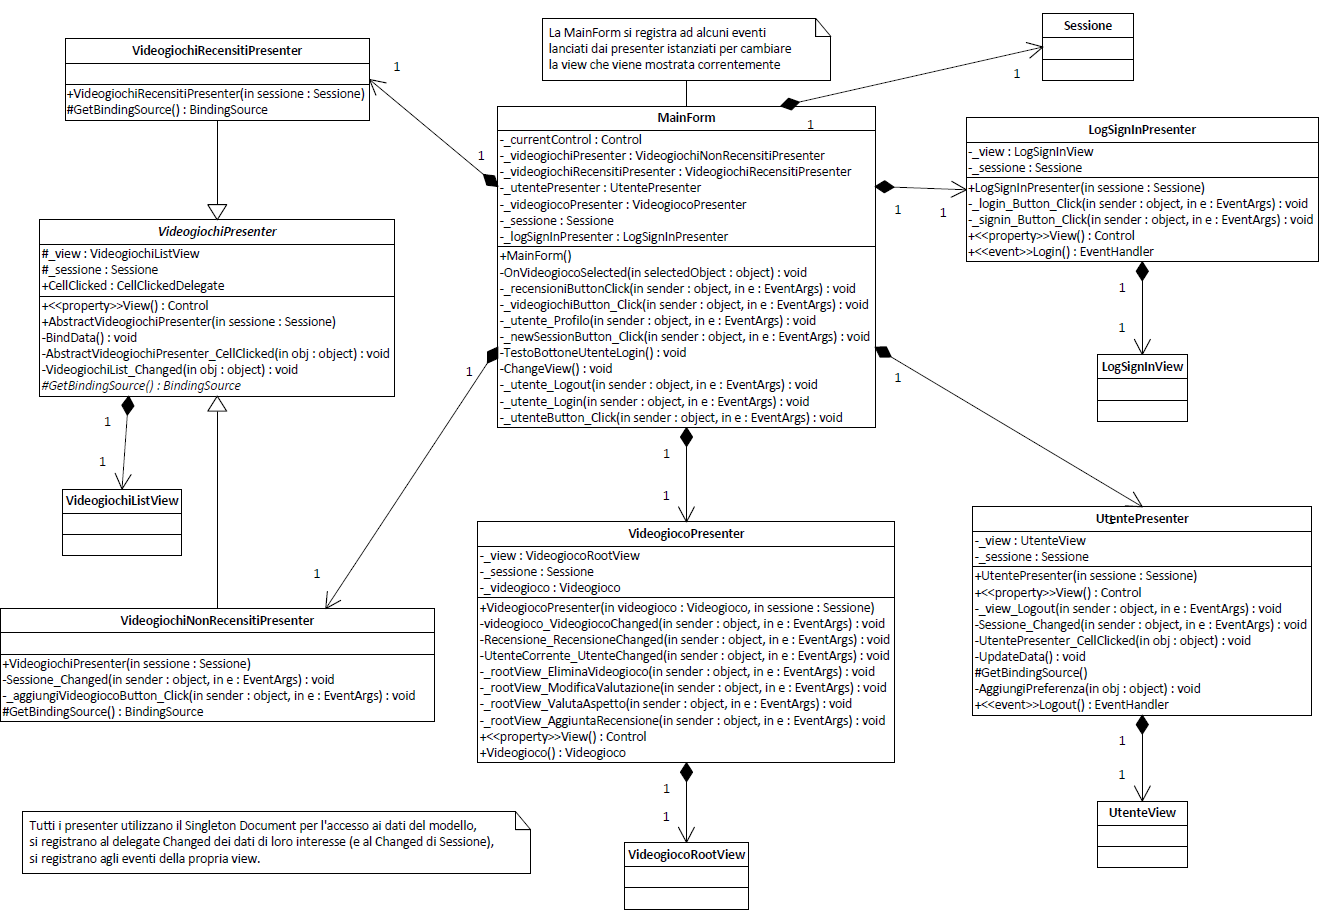 VideogiochiRecensitiPresenter
+VideogiochiRecensitiPresenter(in sessione : Sessione)
#GetBindingSource() : BindingSource
1
1
La MainForm si registra ad alcuni eventi
lanciati dai presenter istanziati per cambiare
la view che viene mostrata correntemente
Sessione
1
1
MainForm
-_currentControl : Control
-_videogiochiPresenter : VideogiochiNonRecensitiPresenter
-_videogiochiRecensitiPresenter : VideogiochiRecensitiPresenter
-_utentePresenter : UtentePresenter
-_videogiocoPresenter : VideogiocoPresenter
-_sessione : Sessione
-_logSignInPresenter : LogSignInPresenter
+MainForm()
-OnVideogiocoSelected(in selectedObject : object) : void
-_recensioniButtonClick(in sender : object, in e : EventArgs) : void
-_videogiochiButton_Click(in sender : object, in e : EventArgs) : void
-_utente_Profilo(in sender : object, in e : EventArgs) : void
-_newSessionButton_Click(in sender : object, in e : EventArgs) : void
-TestoBottoneUtenteLogin() : void
-ChangeView() : void
-_utente_Logout(in sender : object, in e : EventArgs) : void
-_utente_Login(in sender : object, in e : EventArgs) : void
-_utenteButton_Click(in sender : object, in e : EventArgs) : void
1
1
LogSignInPresenter
-_view : LogSignInView
-_sessione : Sessione
+LogSignInPresenter(in sessione : Sessione)
-_login_Button_Click(in sender : object, in e : EventArgs) : void
-_signin_Button_Click(in sender : object, in e : EventArgs) : void
+<<property>>View() : Control
+<<event>>Login() : EventHandler
1
1
LogSignInView
VideogiochiPresenter
#_view : VideogiochiListView
#_sessione : Sessione
+CellClicked : CellClickedDelegate
+<<property>>View() : Control
+AbstractVideogiochiPresenter(in sessione : Sessione)
-BindData() : void
-AbstractVideogiochiPresenter_CellClicked(in obj : object) : void
-VideogiochiList_Changed(in obj : object) : void
#GetBindingSource() : BindingSource
1
1
VideogiochiListView
1
1
VideogiochiNonRecensitiPresenter
+VideogiochiPresenter(in sessione : Sessione)
-Sessione_Changed(in sender : object, in e : EventArgs) : void
-_aggiungiVideogiocoButton_Click(in sender : object, in e : EventArgs) : void
#GetBindingSource() : BindingSource
1
1
VideogiocoPresenter
-_view : VideogiocoRootView
-_sessione : Sessione
-_videogioco : Videogioco
+VideogiocoPresenter(in videogioco : Videogioco, in sessione : Sessione)
-videogioco_VideogiocoChanged(in sender : object, in e : EventArgs) : void
-Recensione_RecensioneChanged(in sender : object, in e : EventArgs) : void
-UtenteCorrente_UtenteChanged(in sender : object, in e : EventArgs) : void
-_rootView_EliminaVideogioco(in sender : object, in e : EventArgs) : void
-_rootView_ModificaValutazione(in sender : object, in e : EventArgs) : void
-_rootView_ValutaAspetto(in sender : object, in e : EventArgs) : void
-_rootView_AggiuntaRecensione(in sender : object, in e : EventArgs) : void
+<<property>>View() : Control
+Videogioco() : Videogioco
1
1
VideogiocoRootView
1
1
UtentePresenter
-_view : UtenteView
-_sessione : Sessione
+UtentePresenter(in sessione : Sessione)
+<<property>>View() : Control
-_view_Logout(in sender : object, in e : EventArgs) : void
-Sessione_Changed(in sender : object, in e : EventArgs) : void
-UtentePresenter_CellClicked(in obj : object) : void
-UpdateData() : void
#GetBindingSource()
-AggiungiPreferenza(in obj : object) : void
+<<event>>Logout() : EventHandler
1
1
UtenteView
Tutti i presenter utilizzano il Singleton Document per l'accesso ai dati del modello,
si registrano al delegate Changed dei dati di loro interesse (e al Changed di Sessione),
si registrano agli eventi della propria view.